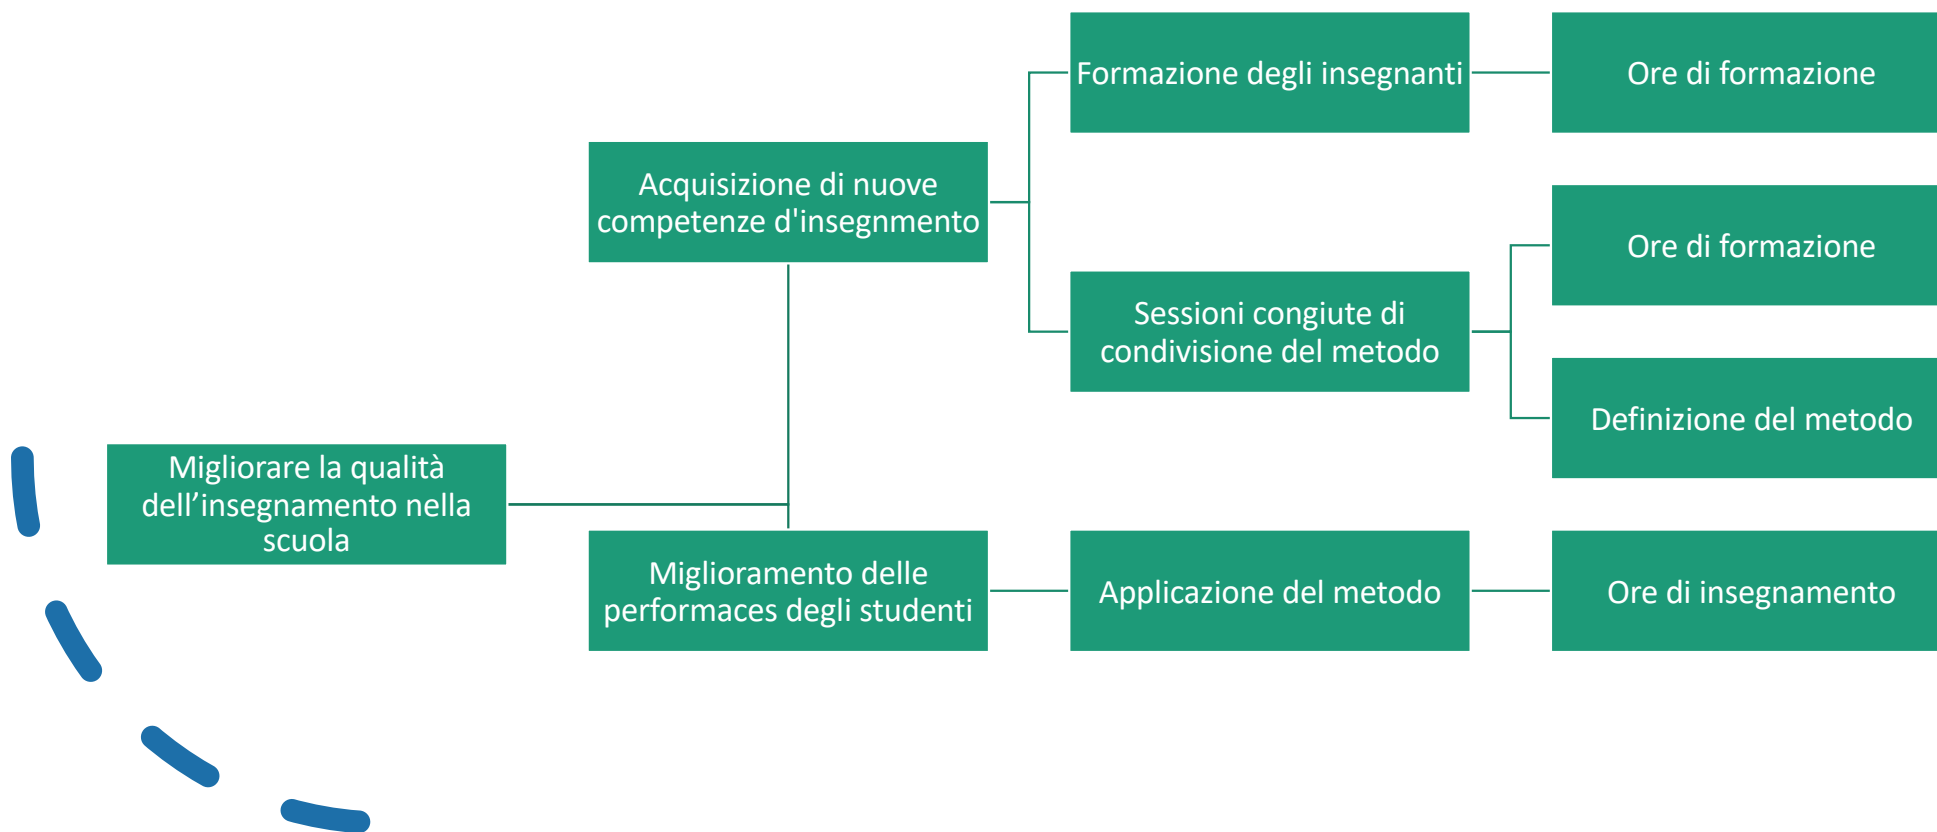 Migliorare la qualità
dell’insegnamento nella
scuola
Acquisizione di nuove
competenze d'insegnmento
Formazione degli insegnanti
Ore di formazione
Sessioni congiute di
condivisione del metodo
Ore di formazione
Definizione del metodo
Miglioramento delle
performaces degli studenti
Applicazione del metodo
Ore di insegnamento